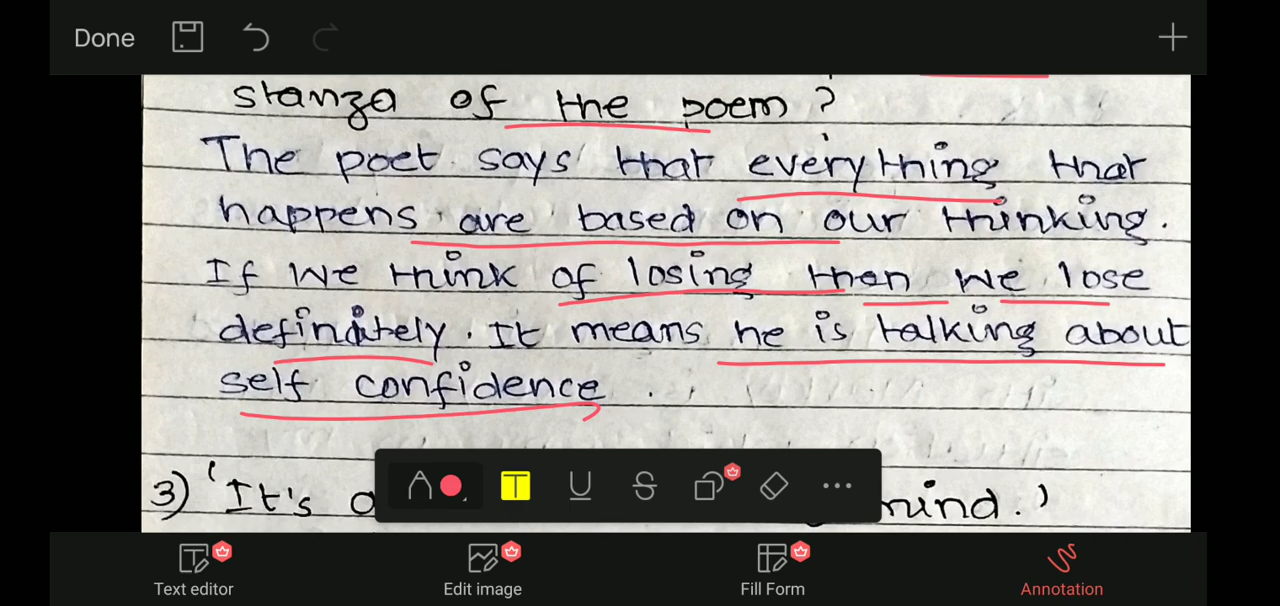 Done
stanza of the poem?
The poet says that everything that
happens are based on our thinking.
If we think of losing then we lose
definitely. It means he is talking about
self confidence.
3) 'It's mind.'
T U S
Text editor Edit image Fill Form Annotation